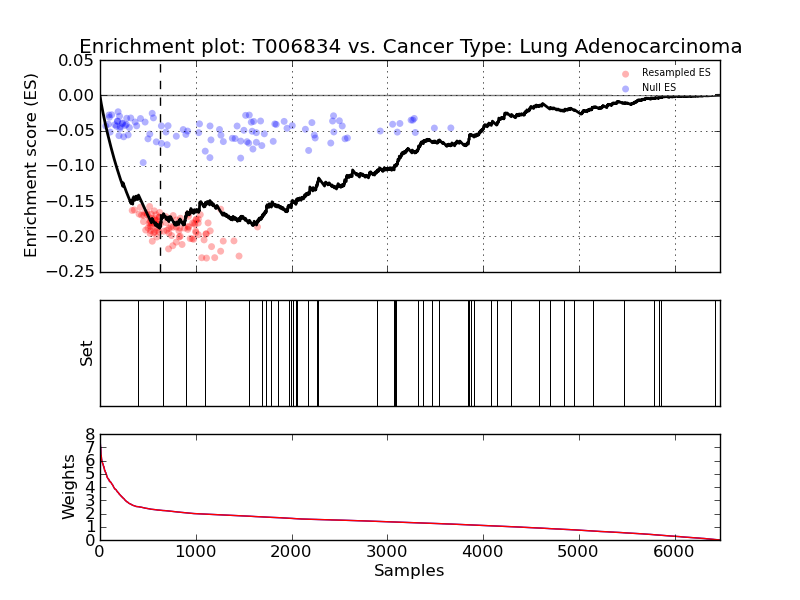 Enrichment plot: T006834 vs. Cancer Type: Lung Adenocarcinoma
Enrichment score (ES)
0.05
0.00
−0.05
−0.10
−0.15
−0.20
−0.25
Resampled ES
Null ES
Set
Weights
8
7
6
5
4
3
2
1
0
0 1000 2000 3000 4000 5000 6000
Samples